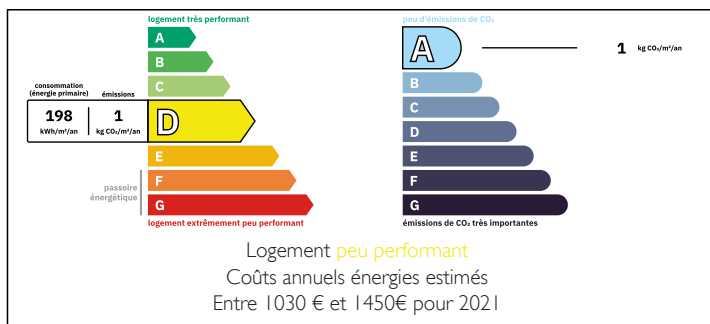 logement très performant
A
B
C
consommation
(énergie primaire)
émissions
198
kWh/m²/an
1
kg CO₂/m²/an
D
E
F
G
passoire
énergétique
logement extrêmement peu performant
peu d'émissions de CO₂
A
1 kg CO₂/m²/an
B
C
D
E
F
G
émissions de CO₂ très importantes
Logement peu performant
Coûts annuels énergies estimés
Entre 1030 € et 1450€ pour 2021